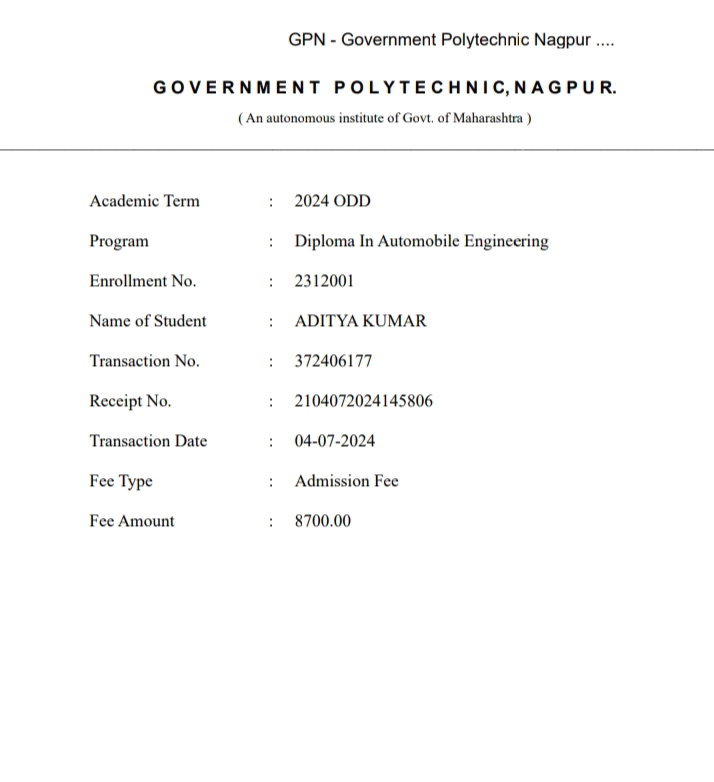 GPN - Government Polytechnic Nagpur ....
GOVERNMENT POLYTECHNIC, NAGPUR.
( An autonomous institute of Govt. of Maharashtra )
Academic Term : 2024 ODD
Program : Diploma In Automobile Engineering
Enrollment No. : 2312001
Name of Student : ADITYA KUMAR
Transaction No. : 372406177
Receipt No. : 2104072024145806
Transaction Date : 04-07-2024
Fee Type : Admission Fee
Fee Amount : 8700.00